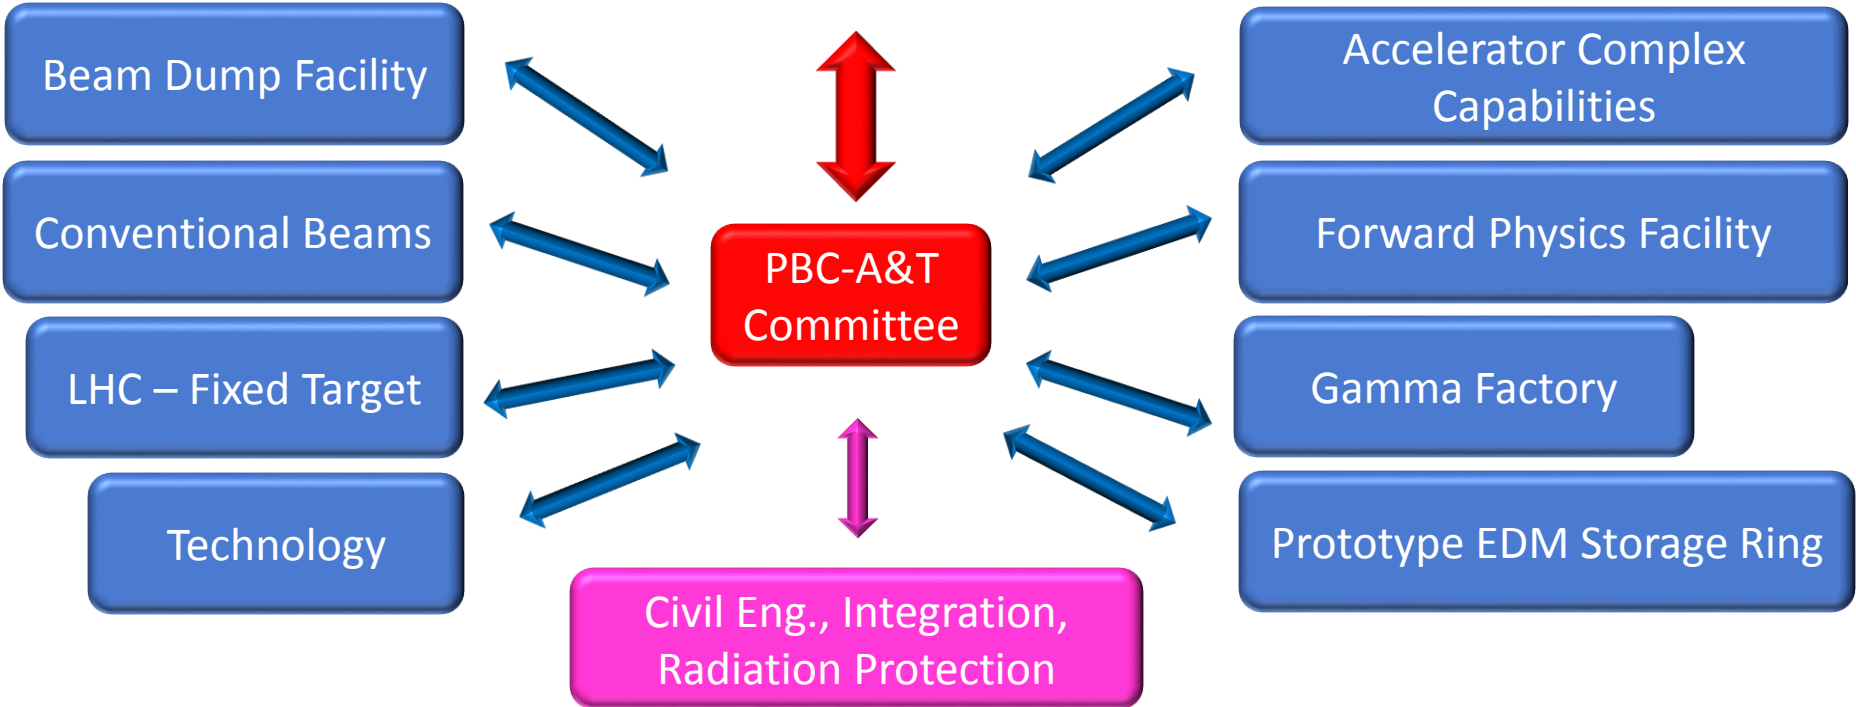 Beam Dump Facility
Conventional Beams
LHC – Fixed Target
Technology
PBC-A&T
Committee
Civil Eng., Integration,
Radiation Protection
Accelerator Complex
Capabilities
Forward Physics Facility
Gamma Factory
Prototype EDM Storage Ring